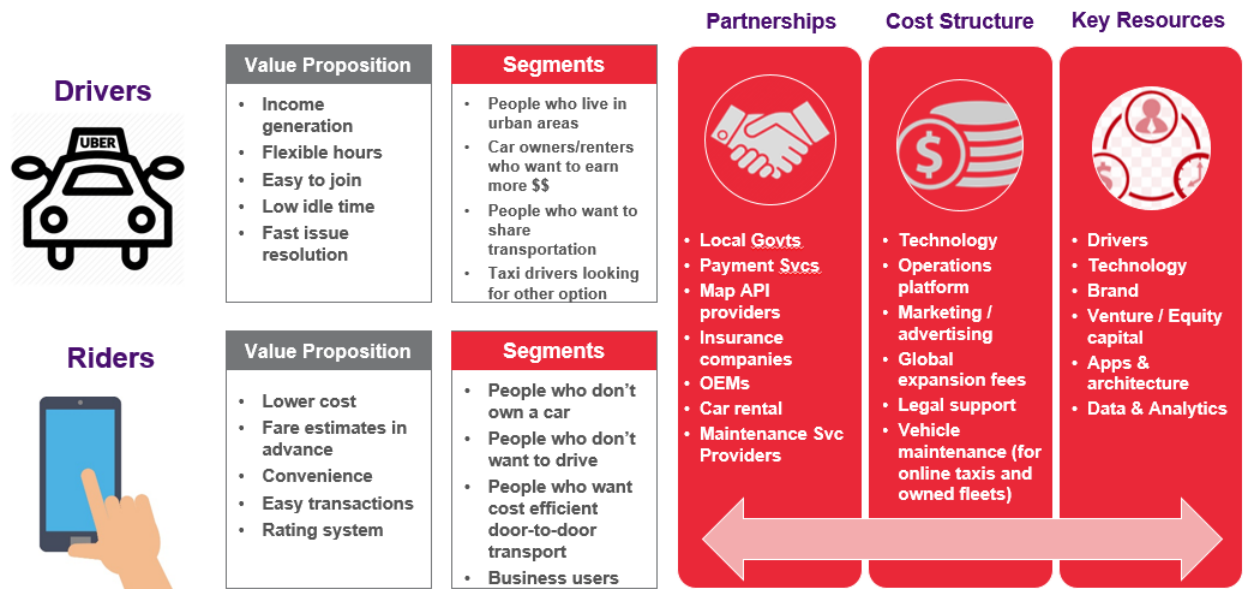 Drivers
UBER
Value Proposition
• Income
generation
• Flexible hours
• Easy to join
• Low idle time
• Fast issue
resolution
Segments
• People who live in
urban areas
• Car owners/renters
who want to earn
more $$
• People who want to
share
transportation
• Taxi drivers looking
for other option
Riders
Value Proposition
• Lower cost
• Fare estimates in
advance
• Convenience
• Easy transactions
• Rating system
Segments
• People who don't
own a car
• People who don't
want to drive
• People who want
cost efficient
door-to-door
transport
• Business users
Partnerships
• Local Govts
• Payment Svcs
• Map API
providers
• Insurance
companies
• OEMs
• Car rental
• Maintenance Svc
Providers
Cost Structure
$
• Technology
• Operations
platform
• Marketing /
advertising
• Global
expansion fees
• Legal support
• Vehicle
maintenance (for
online taxis and
owned fleets)
Key Resources
$
• Drivers
• Technology
• Brand
• Venture / Equity
capital
• Apps &
architecture
• Data & Analytics